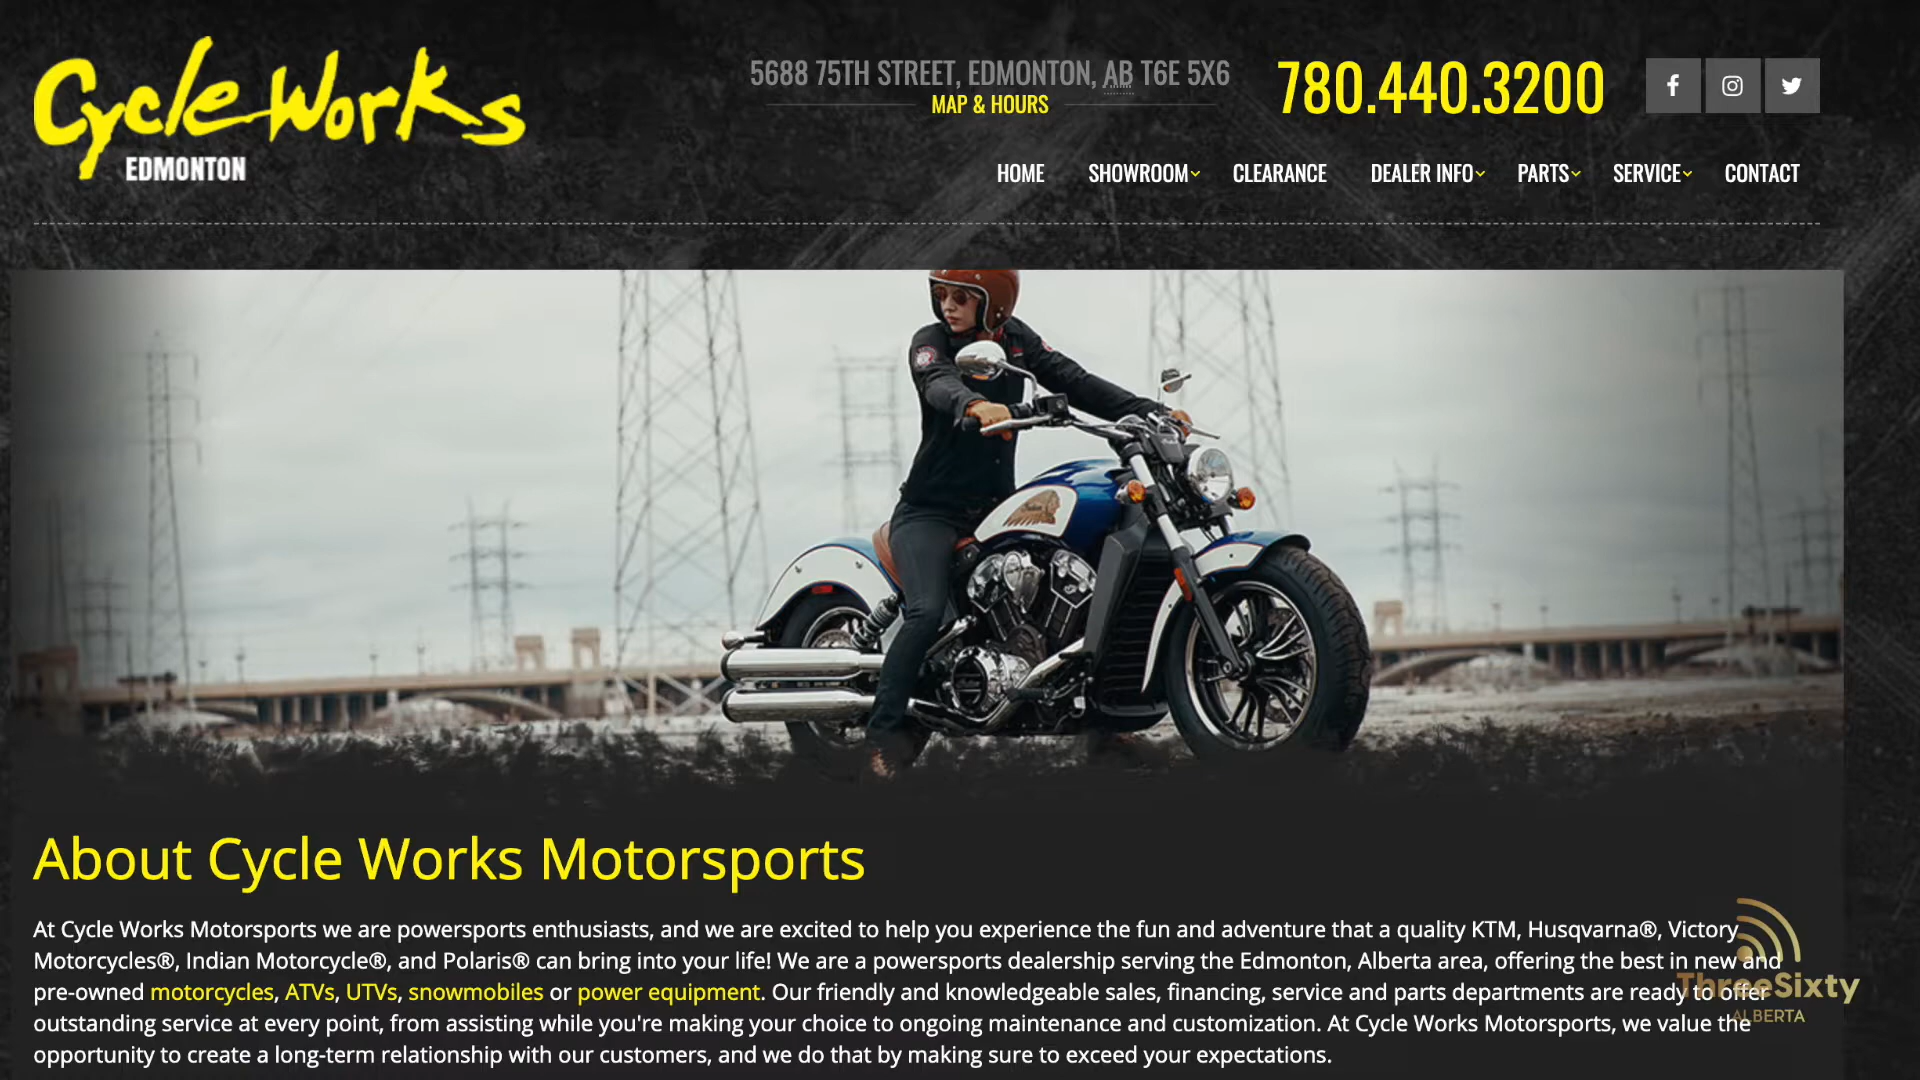 Cycle Works
EDMONTON
5688 75TH STREET, EDMONTON, AB T6E 5X6
MAP & HOURS
780.440.3200
HOME SHOWROOM CLEARANCE DEALER INFO PARTS SERVICE CONTACT
Indian
About Cycle Works Motorsports
At Cycle Works Motorsports we are powersports enthusiasts, and we are excited to help you experience the fun and adventure that a quality KTM, Husqvarna®, Victory
Motorcycles®, Indian Motorcycle®, and Polaris® can bring into your life! We are a powersports dealership serving the Edmonton, Alberta area, offering the best in new and
pre-owned motorcycles, ATVs, UTVs, snowmobiles or power equipment. Our friendly and knowledgeable sales, financing, service and parts departments are ready to offer
outstanding service at every point, from assisting while you're making your choice to ongoing maintenance and customization. At Cycle Works Motorsports, we value the
opportunity to create a long-term relationship with our customers, and we do that by making sure to exceed your expectations.
ThreeSixty
ALBERTA